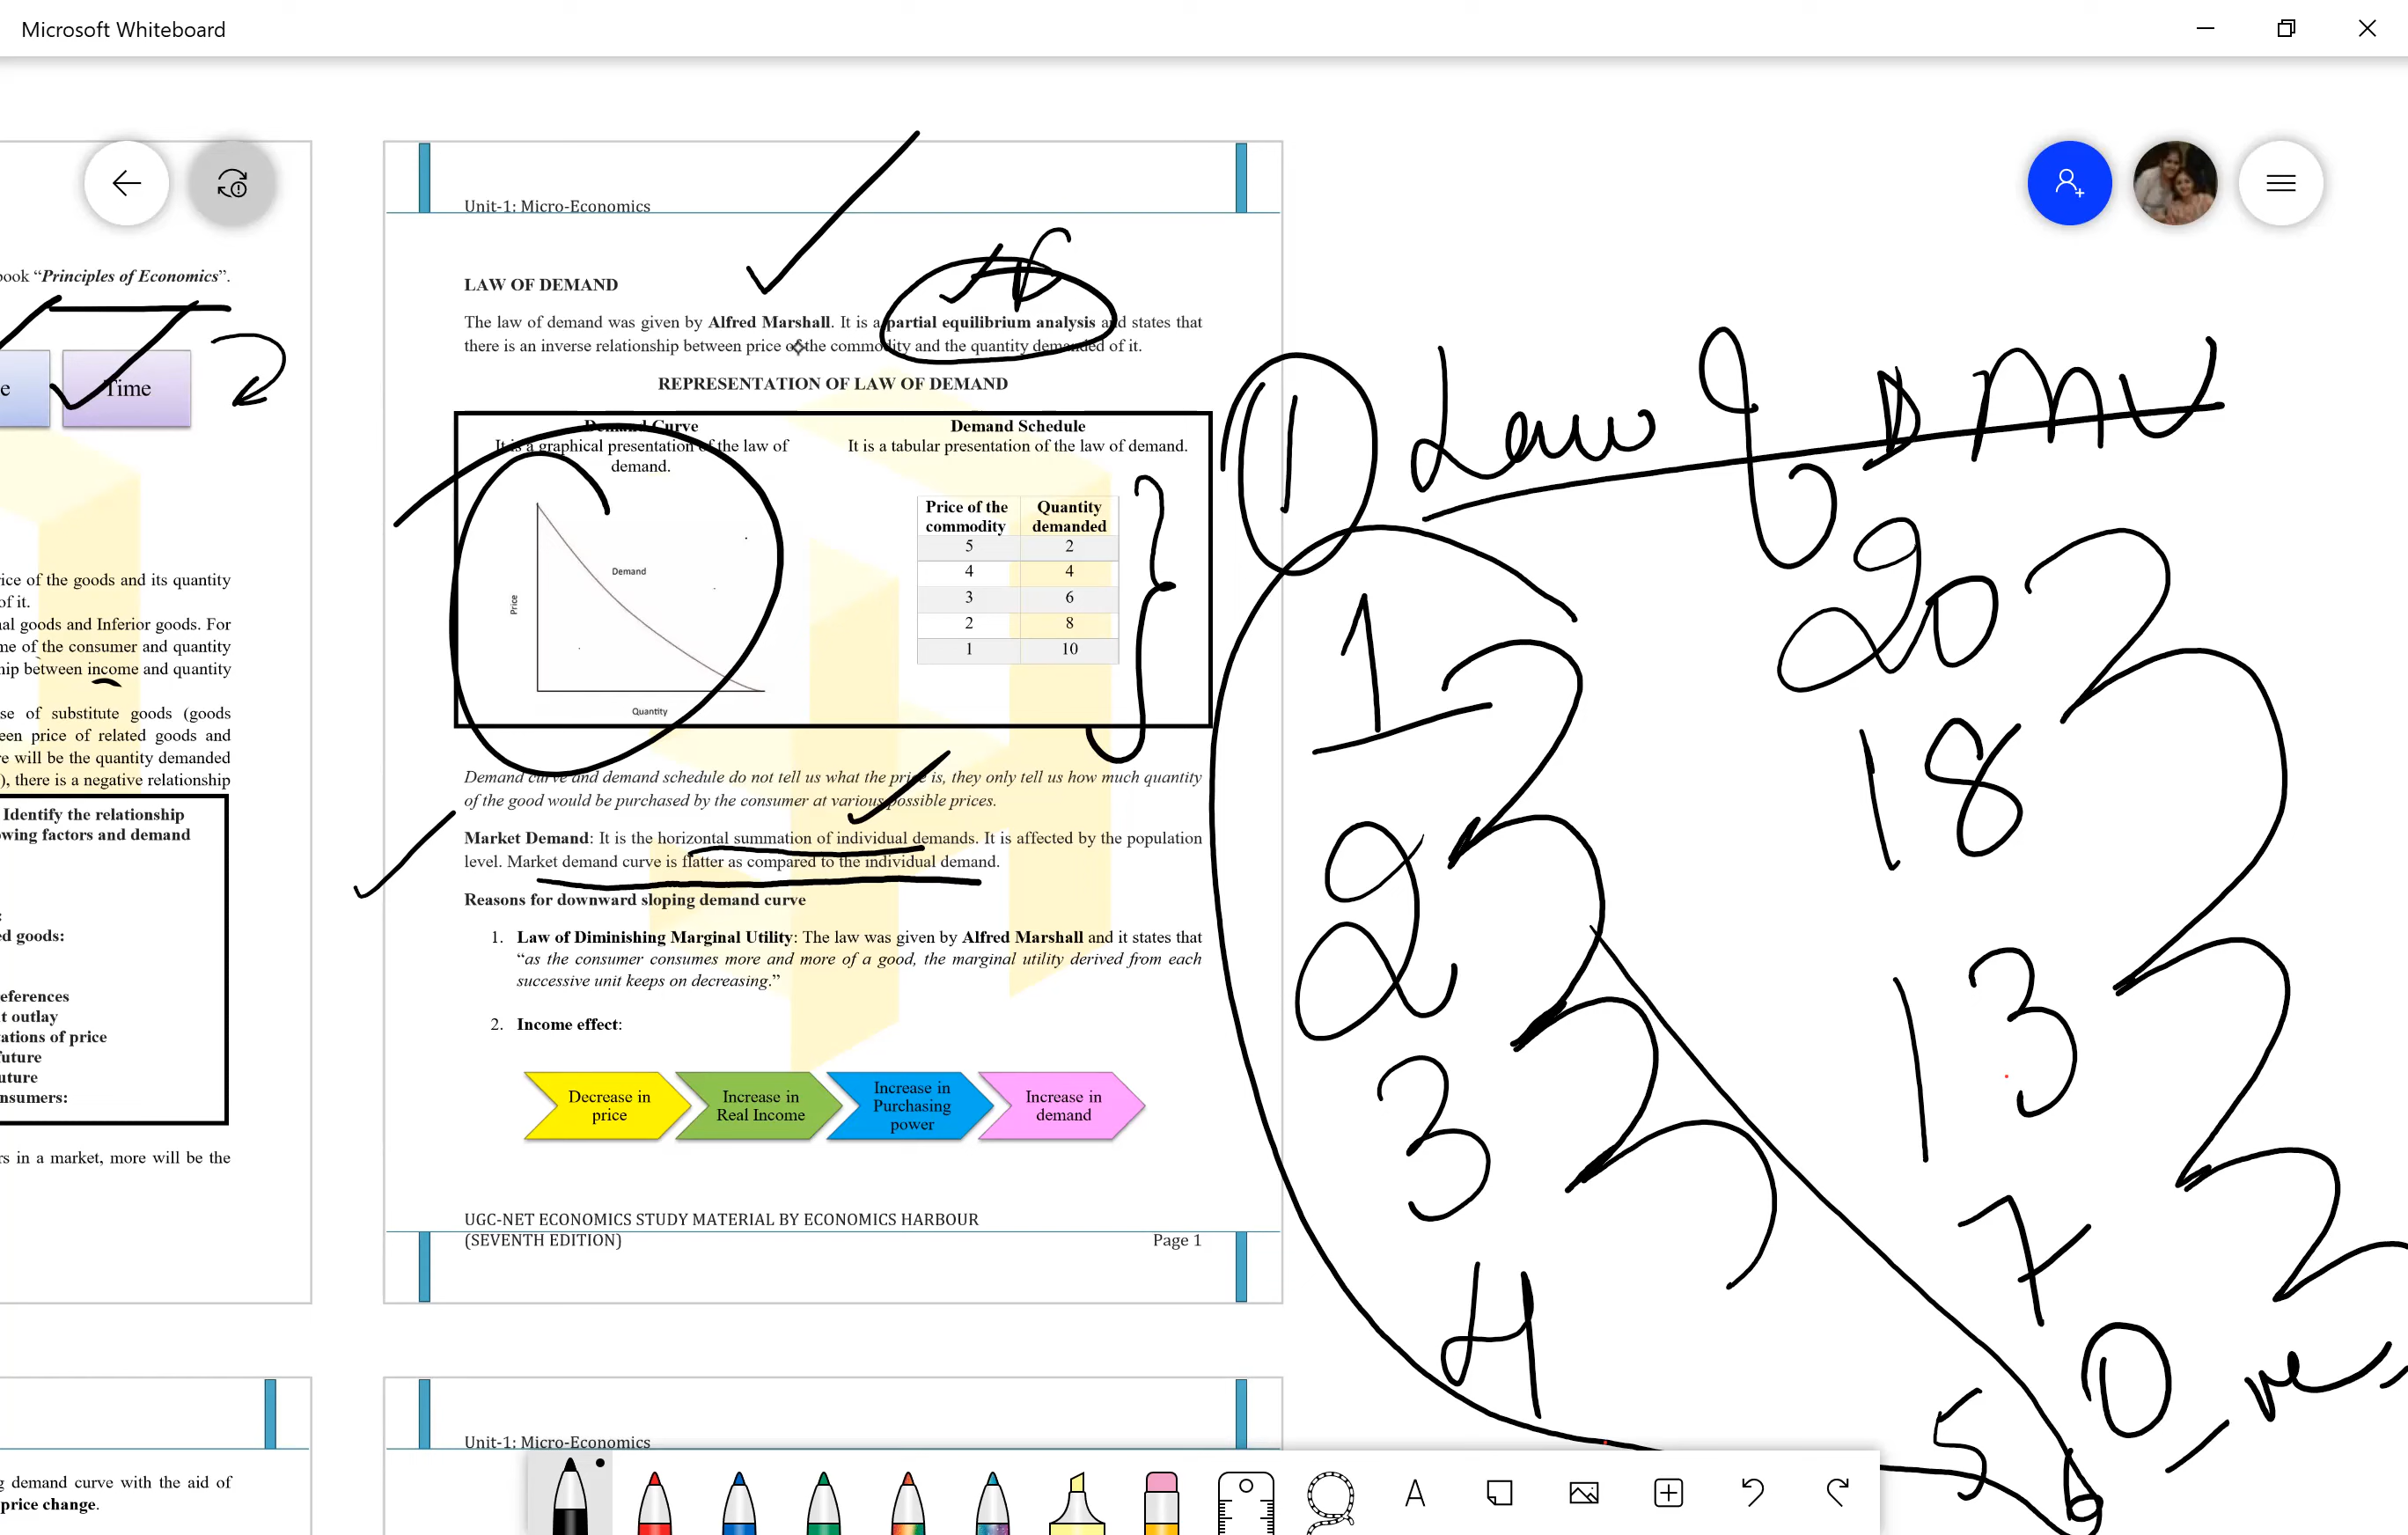 Microsoft Whiteboard
book “Principles of Economics”.
e
Time
rice of the goods and its quantity
of it.
al goods and Inferior goods. For
me of the consumer and quantity
hip between income and quantity
se of substitute goods (goods
een price of related goods and
re will be the quantity demanded
), there is a negative relationship
Identify the relationship
owing factors and demand
:
ed goods:
eferences
t outlay
ations of price
future
uture
nsumers:
rs in a market, more will be the
g demand curve with the aid of
price change.
Unit-1: Micro-Economics
LAW OF DEMAND
The law of demand was given by Alfred Marshall. It is a partial equilibrium analysis and states that
there is an inverse relationship between price of the commodity and the quantity demanded of it.
REPRESENTATION OF LAW OF DEMAND
Demand Curve
It is a graphical presentation of the law of
demand.
Demand
Price
Quantity
Demand Schedule
It is a tabular presentation of the law of demand.
Price of the commodity Quantity demanded
5 2
4 4
3 6
2 8
1 10
Demand curve and demand schedule do not tell us what the price is, they only tell us how much quantity
of the good would be purchased by the consumer at various possible prices.
Market Demand: It is the horizontal summation of individual demands. It is affected by the population
level. Market demand curve is flatter as compared to the individual demand.
Reasons for downward sloping demand curve
1. Law of Diminishing Marginal Utility: The law was given by Alfred Marshall and it states that
“as the consumer consumes more and more of a good, the marginal utility derived from each
successive unit keeps on decreasing.”
2. Income effect:
Decrease in price
Increase in Real Income
Increase in Purchasing power
Increase in demand
UGC-NET ECONOMICS STUDY MATERIAL BY ECONOMICS HARBOUR
(SEVENTH EDITION) Page 1
Unit-1: Micro-Economics
① Law of DMU
1 20
2 18
3 13
4 7
5 0
6 -ve